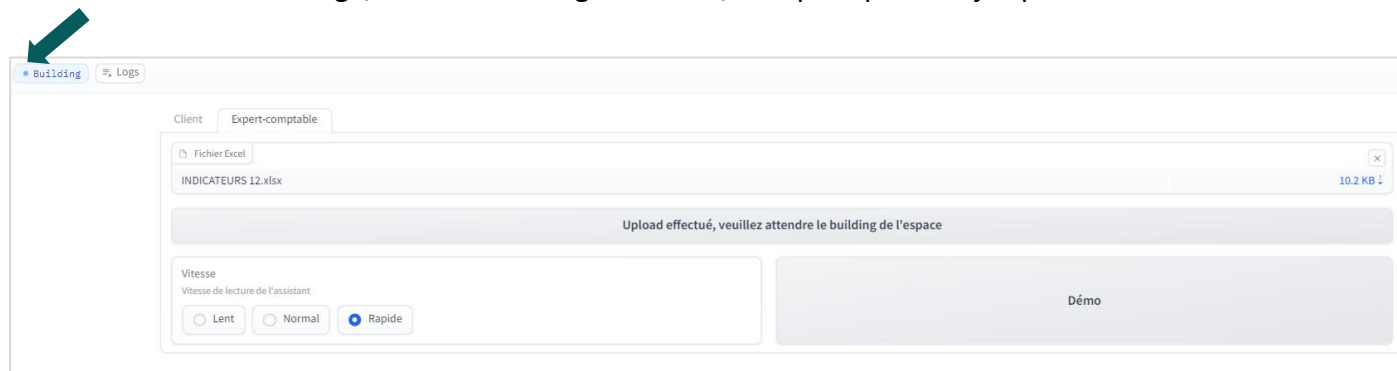 Building Logs
Client Expert-comptable
Fichier Excel
INDICATEURS 12.xlsx 10.2 KB ↓
Upload effectué, veuillez attendre le building de l'espace
Vitesse
Vitesse de lecture de l'assistant
Démo
Lent Normal Rapide